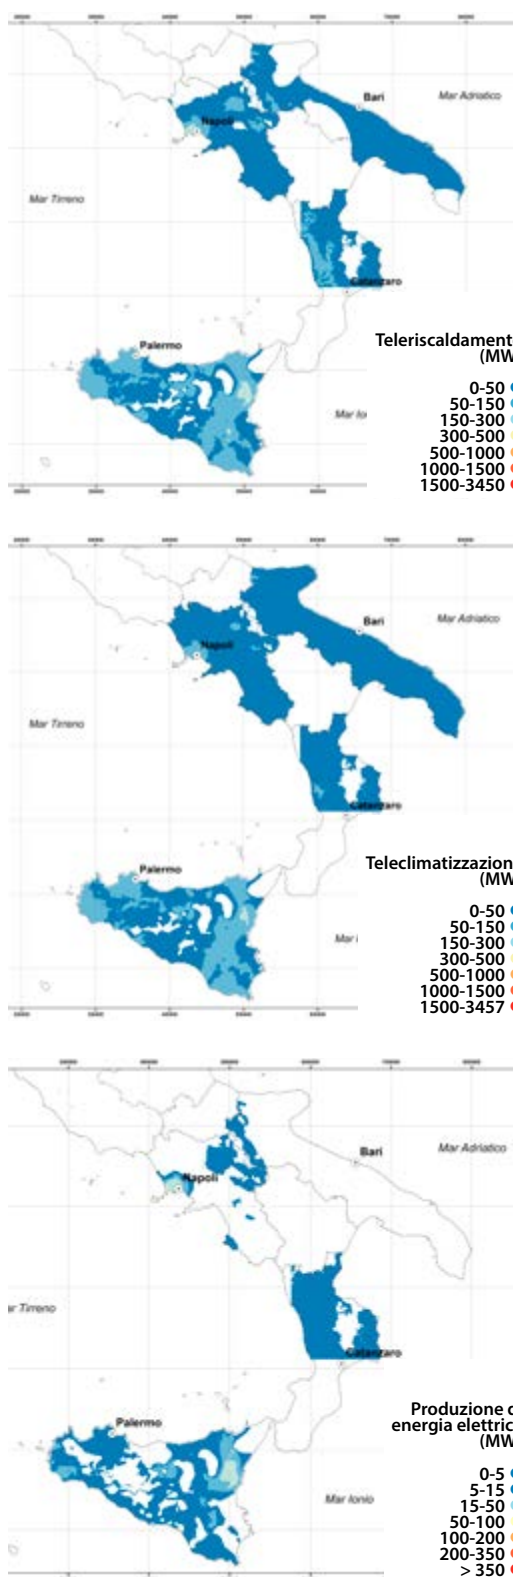 Bari
Mar Adriatico
Napoli
Mar Tirreno
Catanzaro
Palermo
Mar Io
Teleriscaldament
(MW
0-50
50-150
150-300
300-500
500-1000
1000-1500
1500-3450
Bari
Mar Adriatico
Napoli
Mar Tirreno
Catanzaro
Palermo
Mar I
Teleclimatizzazion
(MW
0-50
50-150
150-300
300-500
500-1000
1000-1500
1500-3457
Bari
Mar Adriatico
Napoli
r Tirreno
Catanzaro
Palermo
Mar Ionio
Produzione d
energia elettric
(MW
0-5
5-15
15-50
50-100
100-200
200-350
> 350